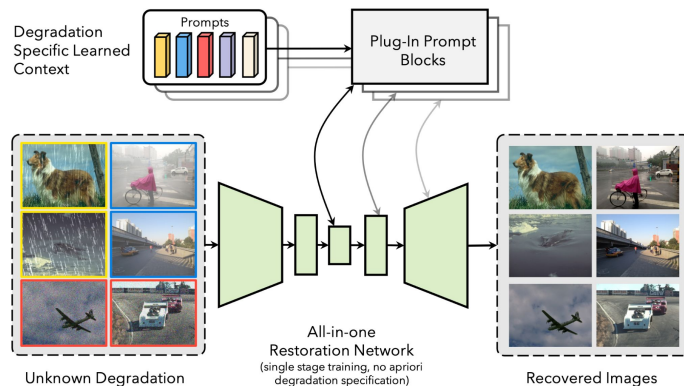 Degradation
Specific Learned
Context
Prompts
Plug-In Prompt
Blocks
All-in-one
Restoration Network
(single stage training, no apriori
degradation specification)
Unknown Degradation
Recovered Images